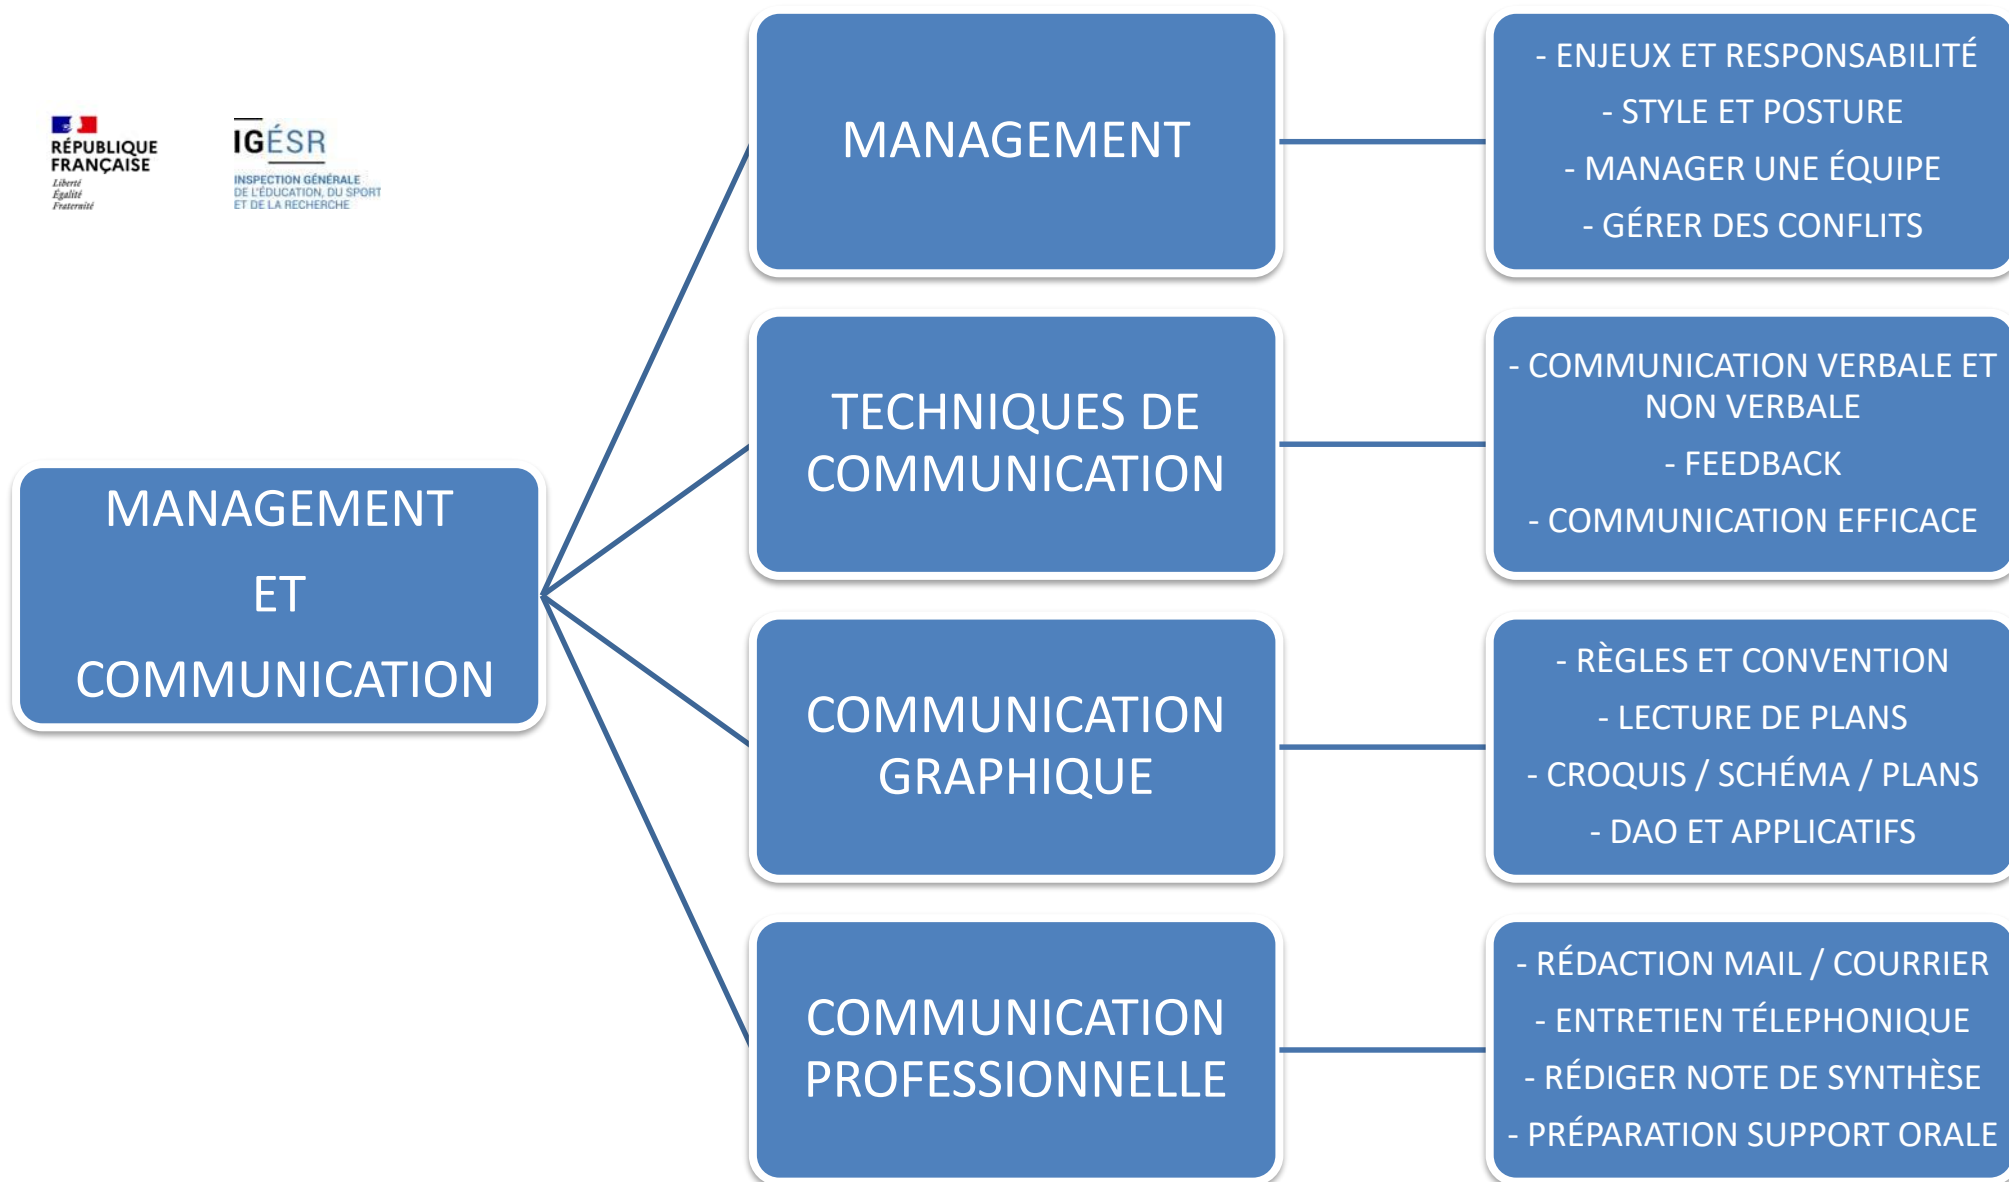 RÉPUBLIQUE
FRANÇAISE
Liberté
Égalité
Fraternité
IGÉSR
INSPECTION GÉNÉRALE
DE L'ÉDUCATION, DU SPORT
ET DE LA RECHERCHE
MANAGEMENT
ET
COMMUNICATION
MANAGEMENT
- ENJEUX ET RESPONSABILITÉ
- STYLE ET POSTURE
- MANAGER UNE ÉQUIPE
- GÉRER DES CONFLITS
TECHNIQUES DE
COMMUNICATION
- COMMUNICATION VERBALE ET
NON VERBALE
- FEEDBACK
- COMMUNICATION EFFICACE
COMMUNICATION
GRAPHIQUE
- RÈGLES ET CONVENTION
- LECTURE DE PLANS
- CROQUIS / SCHÉMA / PLANS
- DAO ET APPLICATIFS
COMMUNICATION
PROFESSIONNELLE
- RÉDACTION MAIL / COURRIER
- ENTRETIEN TÉLEPHONIQUE
- RÉDIGER NOTE DE SYNTHÈSE
- PRÉPARATION SUPPORT ORALE